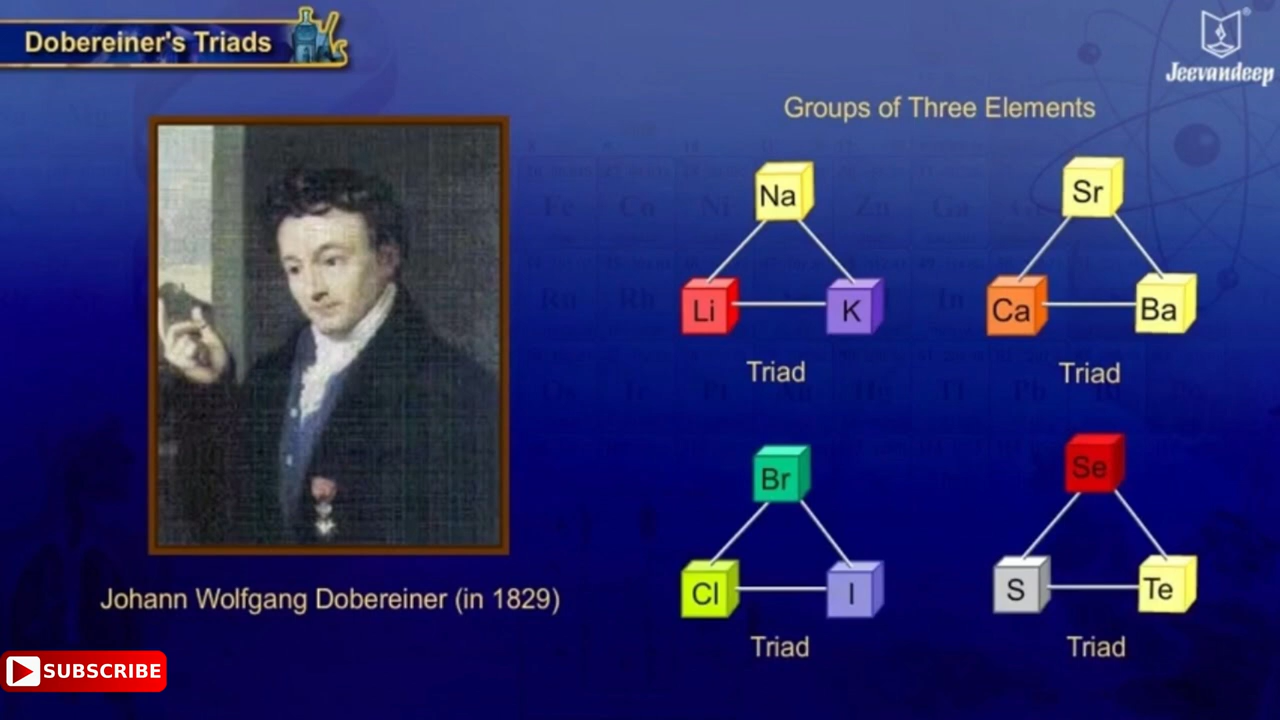 Dobereiner's Triads
Jeevandeep
Groups of Three Elements
Na
Li
K
Triad
Sr
Ca
Ba
Triad
Br
Cl
I
Triad
Se
S
Te
Triad
Johann Wolfgang Dobereiner (in 1829)
SUBSCRIBE